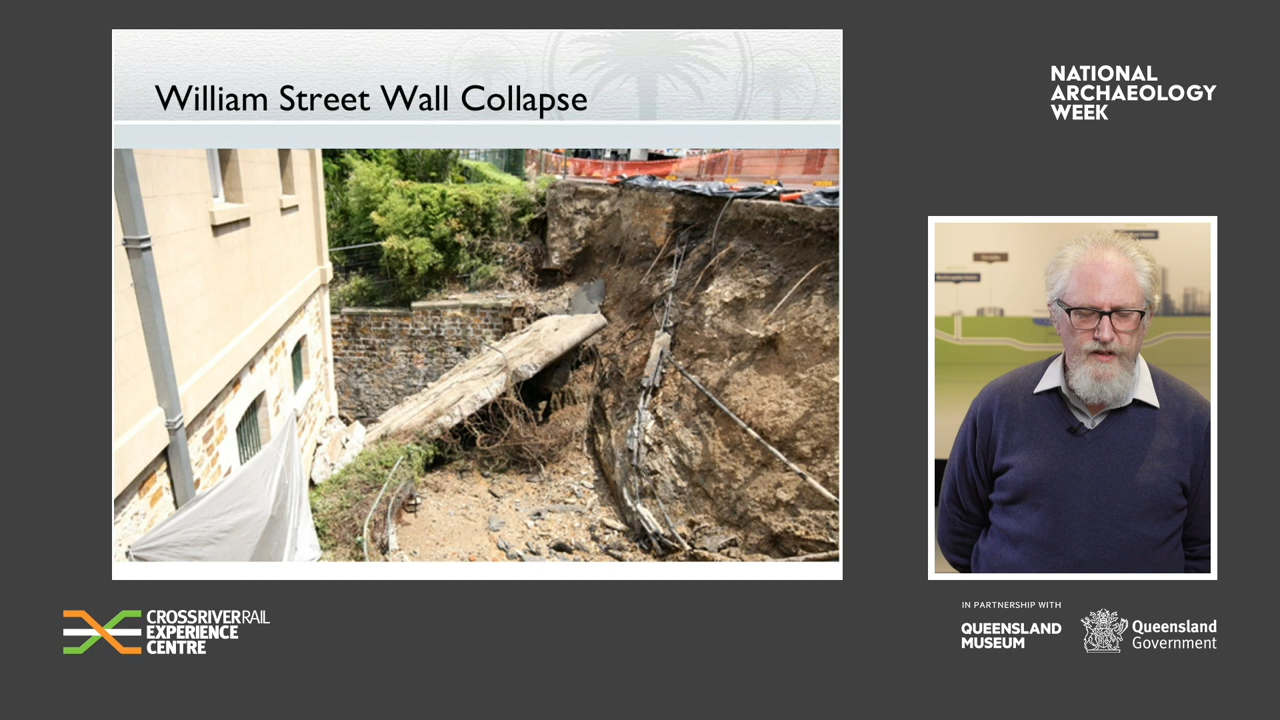 William Street Wall Collapse
NATIONAL
ARCHAEOLOGY
WEEK
CROSSRIVERRAIL
EXPERIENCE
CENTRE
IN PARTNERSHIP WITH
QUEENSLAND
MUSEUM
Queensland
Government